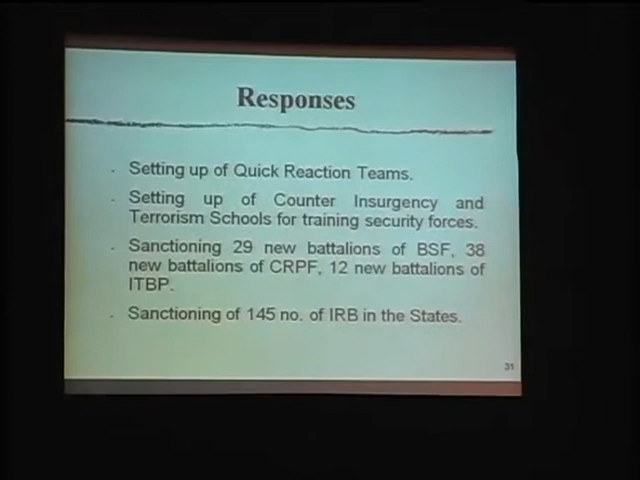 Responses
Setting up of Quick Reaction Teams.
Setting up of Counter Insurgency and
Terrorism Schools for training security forces.
Sanctioning 29 new battalions of BSF, 38
new battalions of CRPF, 12 new battalions of
ITBP.
Sanctioning of 145 no. of IRB in the States.
31